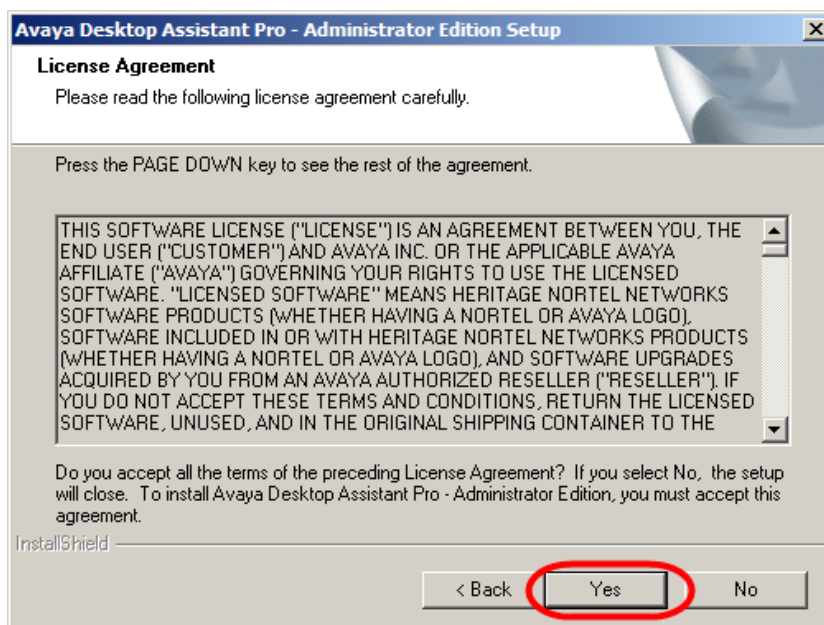 Avaya Desktop Assistant Pro - Administrator Edition Setup
License Agreement
Please read the following license agreement carefully.
Press the PAGE DOWN key to see the rest of the agreement.
THIS SOFTWARE LICENSE ("LICENSE") IS AN AGREEMENT BETWEEN YOU, THE
END USER ("CUSTOMER") AND AVAYA INC. OR THE APPLICABLE AVAYA
AFFILIATE ("AVAYA") GOVERNING YOUR RIGHTS TO USE THE LICENSED
SOFTWARE. "LICENSED SOFTWARE" MEANS HERITAGE NORTEL NETWORKS
SOFTWARE PRODUCTS (WHETHER HAVING A NORTEL OR AVAYA LOGO),
SOFTWARE INCLUDED IN OR WITH HERITAGE NORTEL NETWORKS PRODUCTS
(WHETHER HAVING A NORTEL OR AVAYA LOGO), AND SOFTWARE UPGRADES
ACQUIRED BY YOU FROM AN AVAYA AUTHORIZED RESELLER ("RESELLER"). IF
YOU DO NOT ACCEPT THESE TERMS AND CONDITIONS, RETURN THE LICENSED
SOFTWARE, UNUSED, AND IN THE ORIGINAL SHIPPING CONTAINER TO THE
Do you accept all the terms of the preceding License Agreement? If you select No, the setup
will close. To install Avaya Desktop Assistant Pro - Administrator Edition, you must accept this
agreement.
InstallShield
< Back Yes No